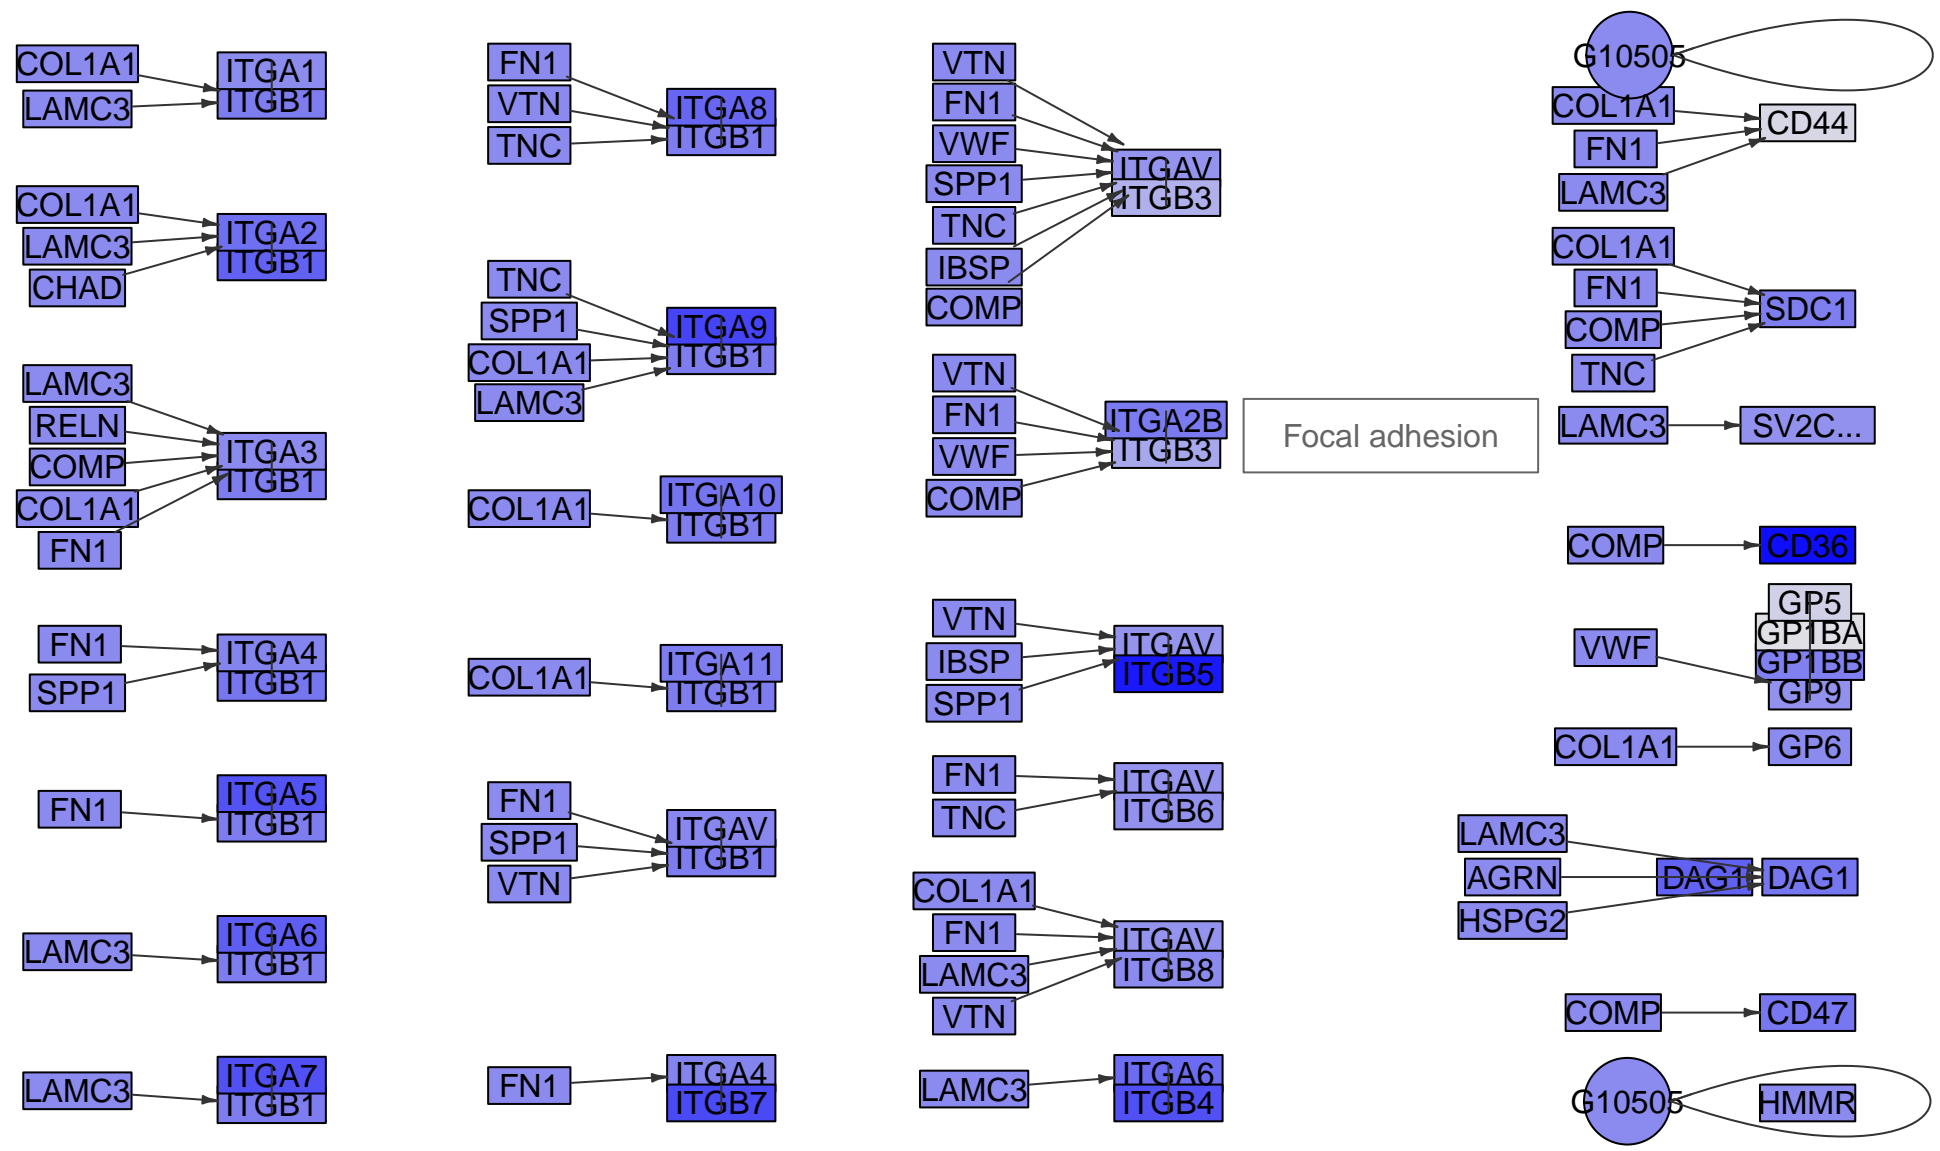 COL1A1
LAMC3
ITGA1
ITGB1
COL1A1
LAMC3
CHAD
ITGA2
ITGB1
LAMC3
RELN
COMP
COL1A1
FN1
ITGA3
ITGB1
FN1
SPP1
ITGA4
ITGB1
FN1
ITGA5
ITGB1
LAMC3
ITGA6
ITGB1
LAMC3
ITGA7
ITGB1
FN1
VTN
TNC
ITGA8
ITGB1
TNC
SPP1
COL1A1
LAMC3
ITGA9
ITGB1
COL1A1
ITGA10
ITGB1
COL1A1
ITGA11
ITGB1
FN1
SPP1
VTN
ITGAV
ITGB1
FN1
ITGA4
ITGB7
VTN
FN1
VWF
SPP1
TNC
IBSP
COMP
ITGAV
ITGB3
VTN
FN1
VWF
COMP
ITGA2B
ITGB3
Focal adhesion
VTN
IBSP
SPP1
ITGAV
ITGB5
FN1
TNC
ITGAV
ITGB6
COL1A1
FN1
LAMC3
VTN
ITGAV
ITGB8
LAMC3
ITGA6
ITGB4
G10505
COL1A1
FN1
LAMC3
CD44
COL1A1
FN1
COMP
TNC
SDC1
LAMC3
SV2C...
COMP
CD36
VWF
GP5
GP1BA
GP1BB
GP9
COL1A1
GP6
LAMC3
AGRN
HSPG2
DAG1
DAG1
COMP
CD47
G10505
HMMR